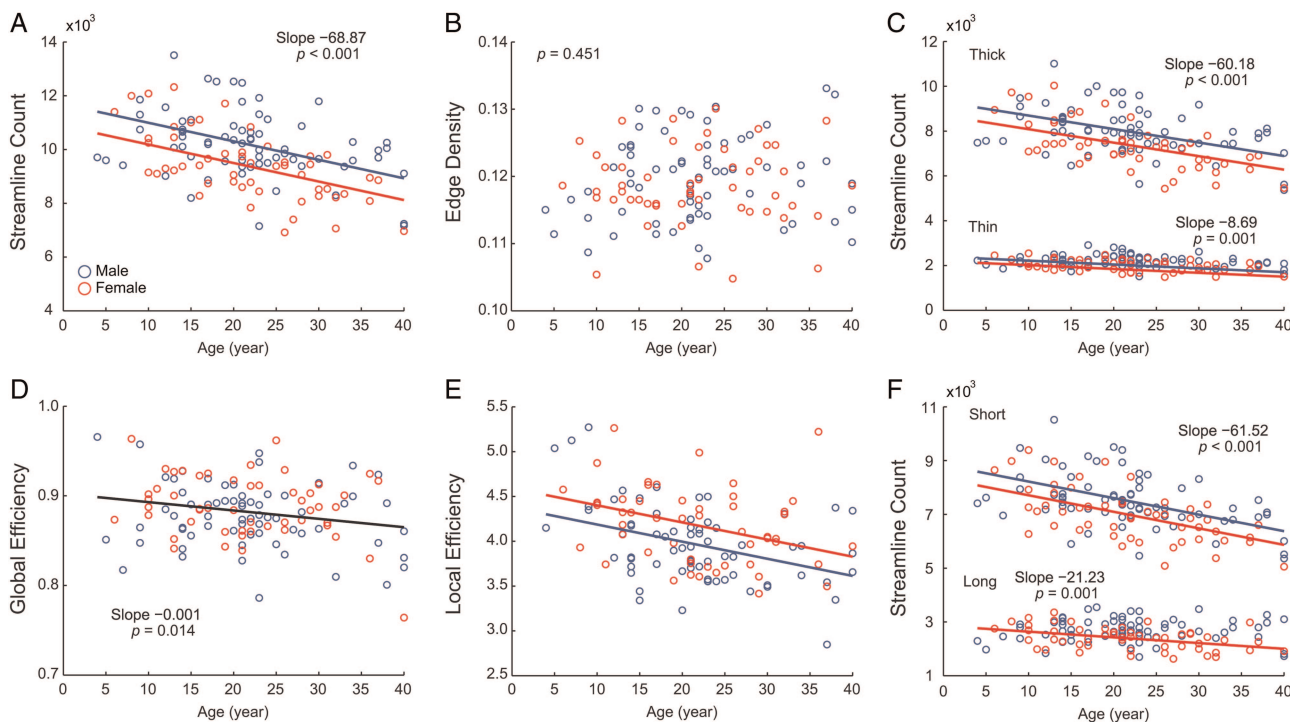 A
x10³
Streamline Count
14
12
10
8
6
4
Slope −68.87
p < 0.001
Male
Female
0 5 10 15 20 25 30 35 40
Age (year)
B
Edge Density
0.14
0.13
0.12
0.11
0.10
p = 0.451
0 5 10 15 20 25 30 35 40
Age (year)
C
x10³
Streamline Count
12
10
8
6
4
2
0
Thick
Slope −60.18
p < 0.001
Thin
Slope −8.69
p = 0.001
0 5 10 15 20 25 30 35 40
Age (year)
D
Global Efficiency
1.0
0.9
0.8
0.7
Slope −0.001
p = 0.014
0 5 10 15 20 25 30 35 40
Age (year)
E
Local Efficiency
5.5
5.0
4.5
4.0
3.5
3.0
2.5
0 5 10 15 20 25 30 35 40
Age (year)
F
x10³
Streamline Count
11
9
7
5
3
1
Short
Slope −61.52
p < 0.001
Long
Slope −21.23
p = 0.001
0 5 10 15 20 25 30 35 40
Age (year)